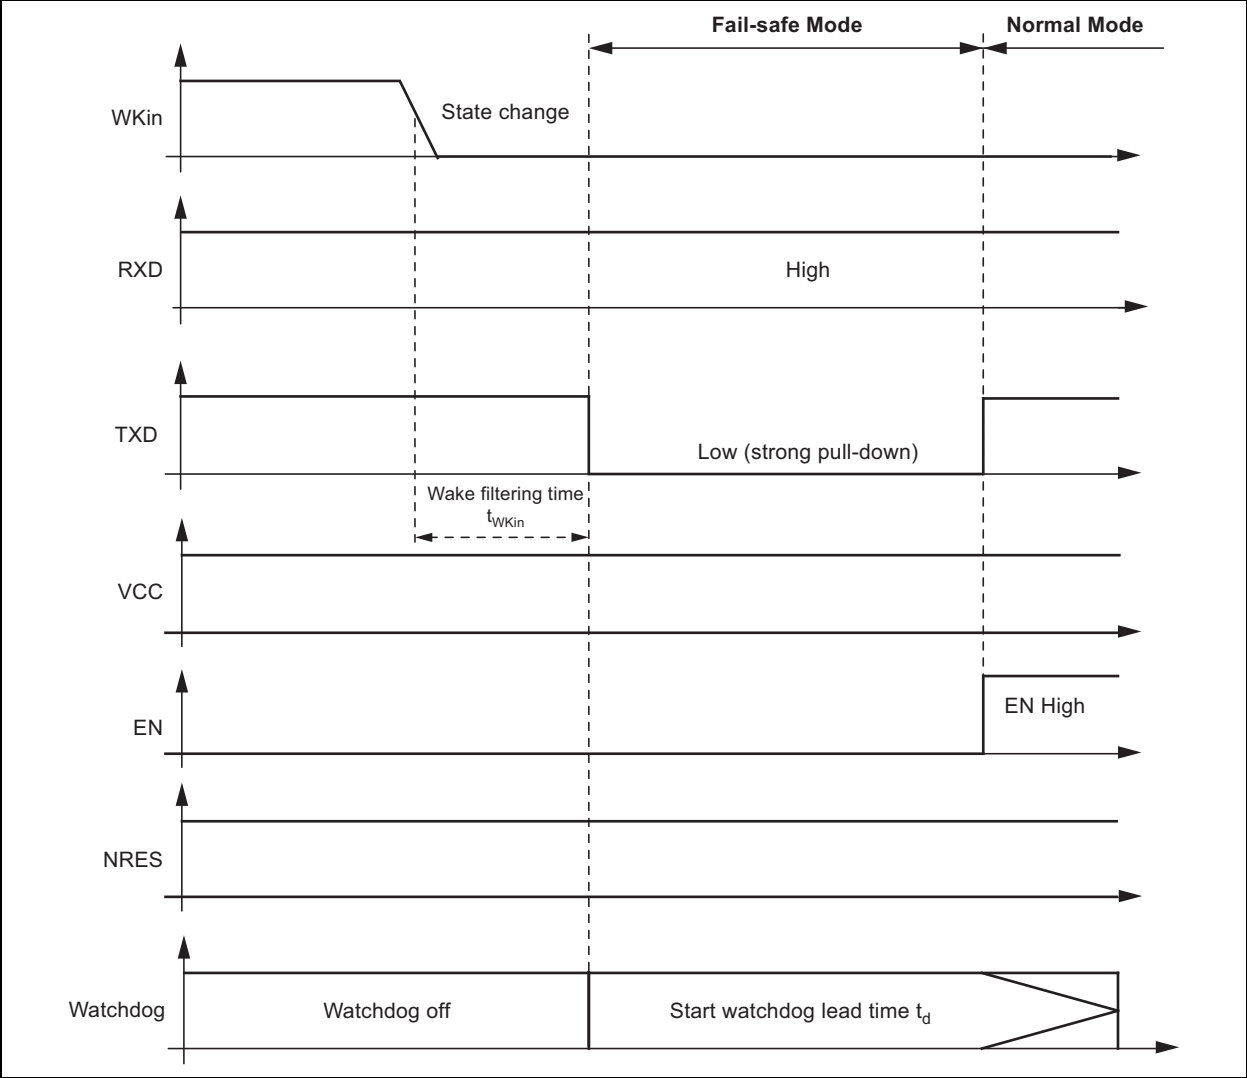 Fail-safe Mode
Normal Mode
WKin
State change
RXD
High
TXD
Low (strong pull-down)
Wake filtering time
tWKin
VCC
EN
EN High
NRES
Watchdog
Watchdog off
Start watchdog lead time td